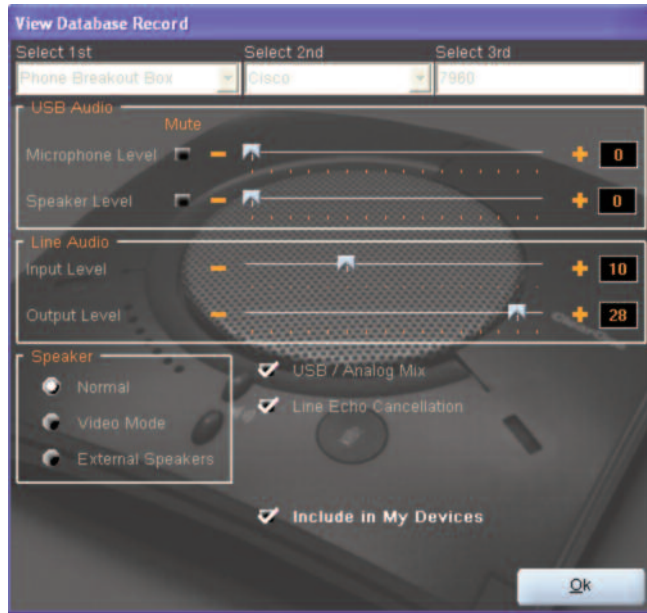 View Database Record
Select 1st Select 2nd Select 3rd
Phone Breakout Box Cisco 7960
USB Audio
Mute
Microphone Level 0
Speaker Level 0
Line Audio
Input Level 10
Output Level 28
Speaker
Normal
Video Mode
External Speakers
USB / Analog Mix
Line Echo Cancellation
Include in My Devices
Ok